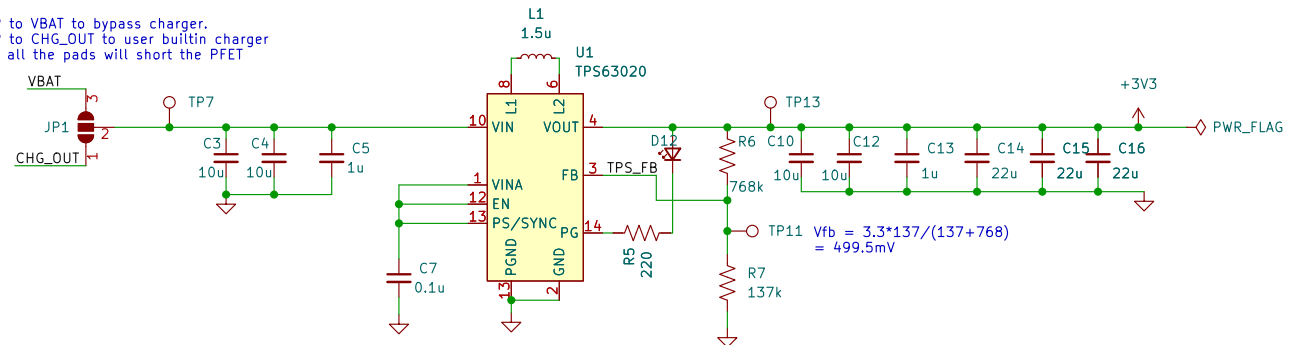 to VBAT to bypass charger.
to CHG_OUT to user builtin charger
all the pads will short the PFET
L1
1.5u
U1
TPS63020
VBAT
3
JP1
2
CHG_OUT
1
TP7
C3
10u
C4
10u
C5
1u
8
6
L1
L2
10
VIN
VOUT
4
1
VINA
FB
3
TPS_FB
12
EN
13
PS/SYNC
PG
14
PGND
GND
13
2
C7
0.1u
R5
220
D12
R6
768k
TP13
TP11
R7
137k
C10
10u
C12
10u
C13
1u
C14
22u
C15
22u
C16
22u
+3V3
PWR_FLAG
Vfb = 3.3*137/(137+768)
= 499.5mV